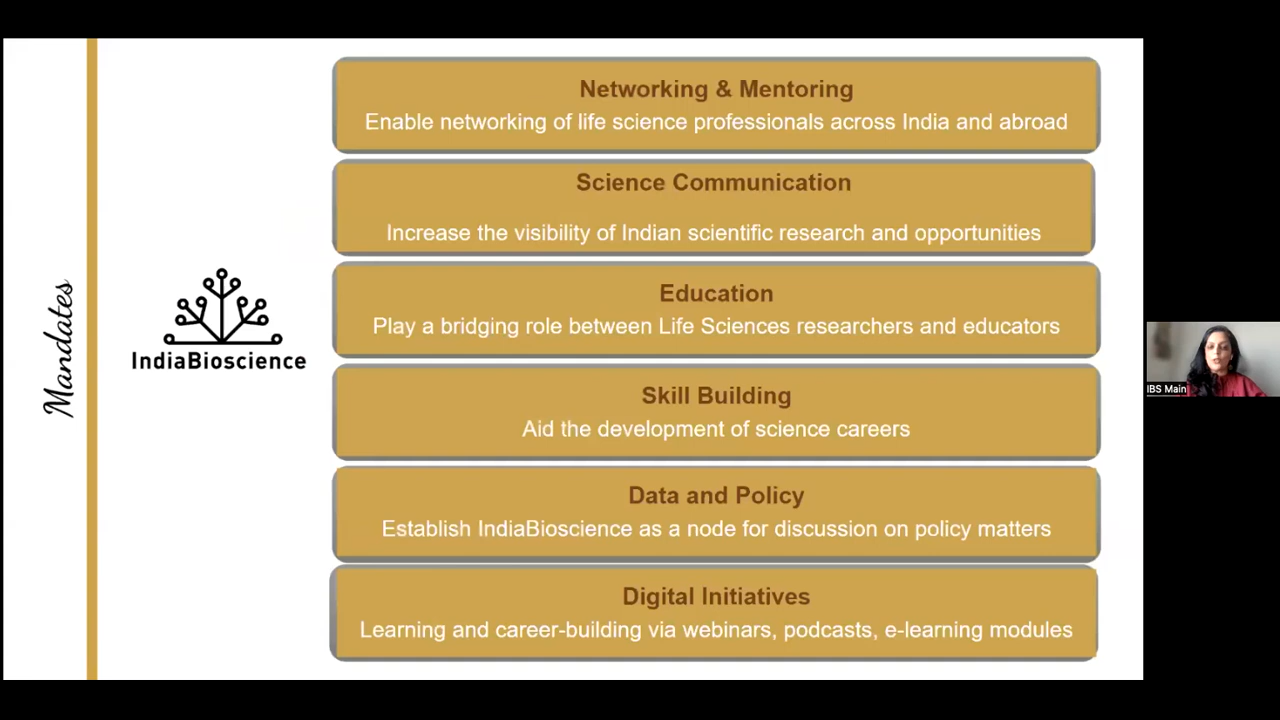 Mandates
IndiaBioscience
Networking & Mentoring
Enable networking of life science professionals across India and abroad
Science Communication
Increase the visibility of Indian scientific research and opportunities
Education
Play a bridging role between Life Sciences researchers and educators
Skill Building
Aid the development of science careers
Data and Policy
Establish IndiaBioscience as a node for discussion on policy matters
Digital Initiatives
Learning and career-building via webinars, podcasts, e-learning modules
IBS Main